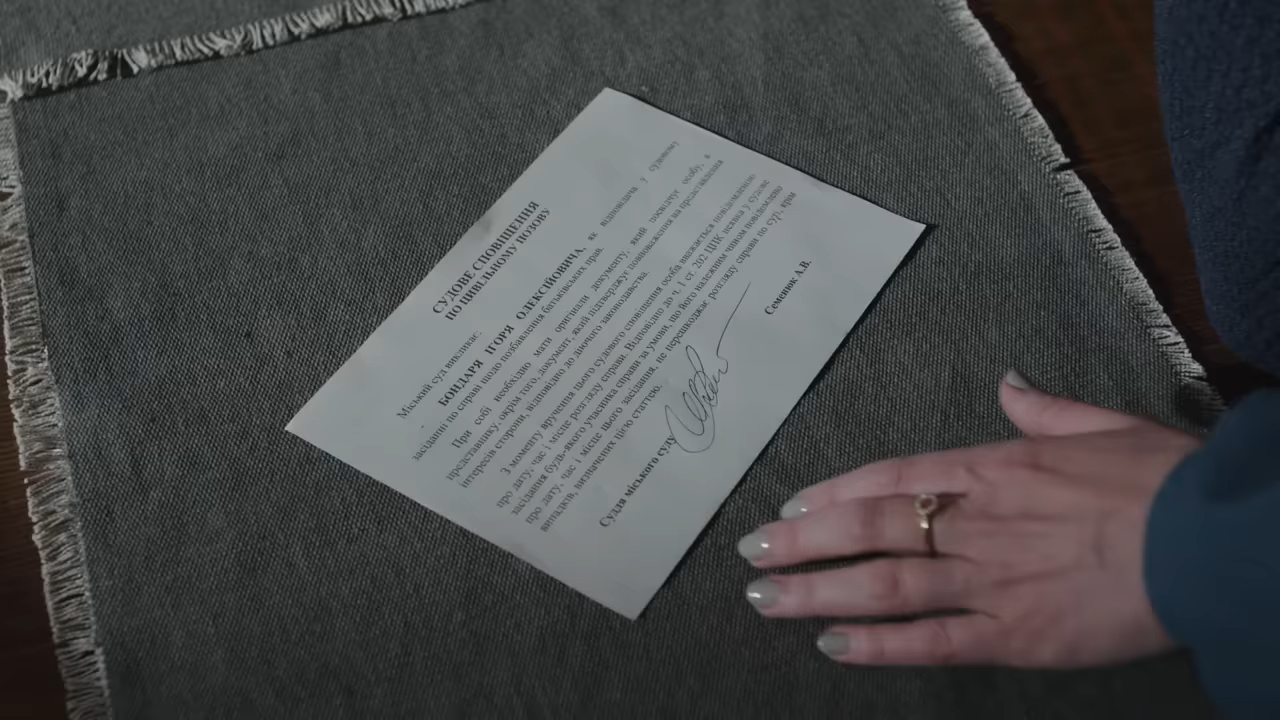 СУДОВЕ СПОВІЩЕННЯ
ПО ЦИВІЛЬНОМУ ПОЗОВУ
Міський суд викликає:
БОНДАРЯ ІГОРЯ ОЛЕКСІЙОВИЧА, як відповідача у судовому
засіданні по справі щодо позбавлення батьківських прав.
При собі необхідно мати оригінали документу, який посвідчує особу, а
представнику, окрім того, документ, який підтверджує повноваження на представлення
інтересів сторони, відповідно до діючого законодавства.
З моменту вручення цього судового сповіщення особа вважається повідомленою
про дату, час і місце розгляду справи. Відповідно до ч. 1 ст. 202 ЦПК неявка у судове
засідання будь-якого учасника справи за умови, що його належним чином повідомлено
про дату, час і місце цього засідання, не перешкоджає розгляду справи по суті, крім
випадків, визначених цією статтею.
Суддя міського суду Семенюк А.В.